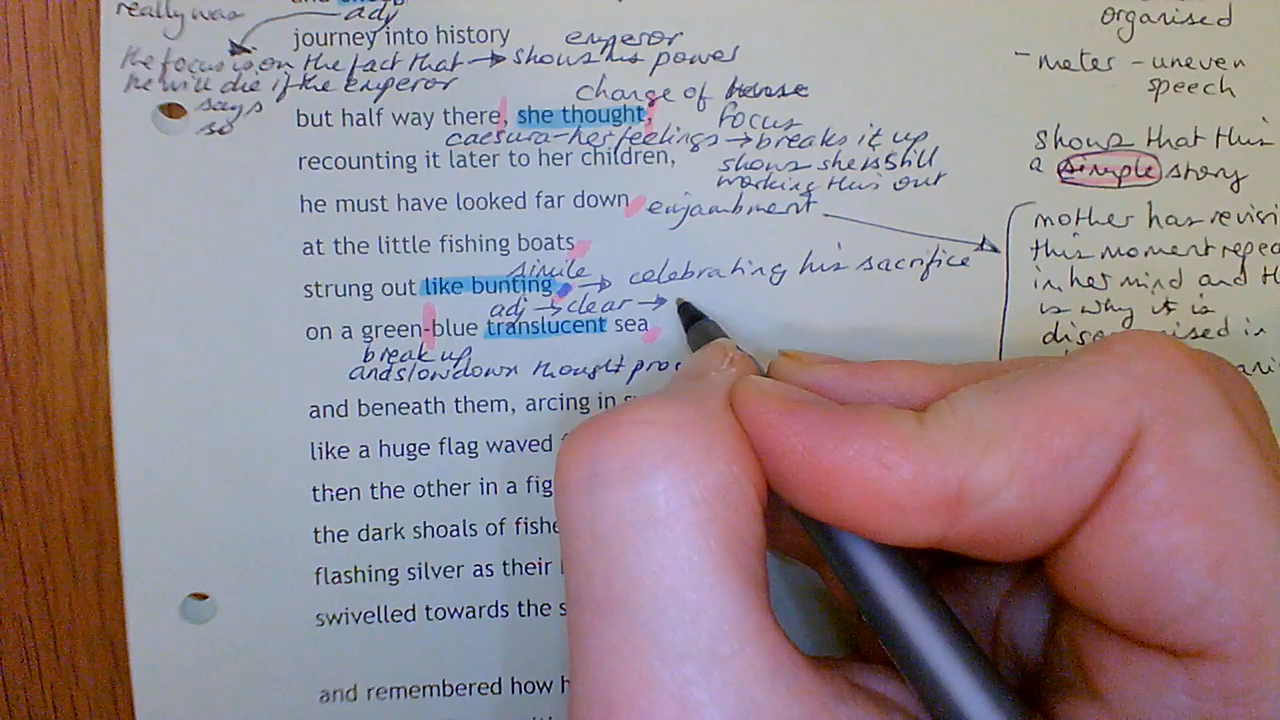 really was
adj
organised
journey into history
emperor
the focus is on the fact that → shows his power
- meter - uneven
he will die if the emperor
speech
says
so
change of
focus
but half way there, she thought,
caesura - her feelings → breaks it up
shows that this
recounting it later to her children,
shows she is still
a simple story
working this out
he must have looked far down
enjambment
mother has revisi
at the little fishing boats
this moment repea
simile → celebrating his sacrifice
in her mind and th
strung out like bunting
adj → clear →
is why it is
on a green-blue translucent sea
break up
and slow down thought proc
and beneath them, arcing in
like a huge flag waved
then the other in a fig
the dark shoals of fishe
flashing silver as their
swivelled towards the s
and remembered how h